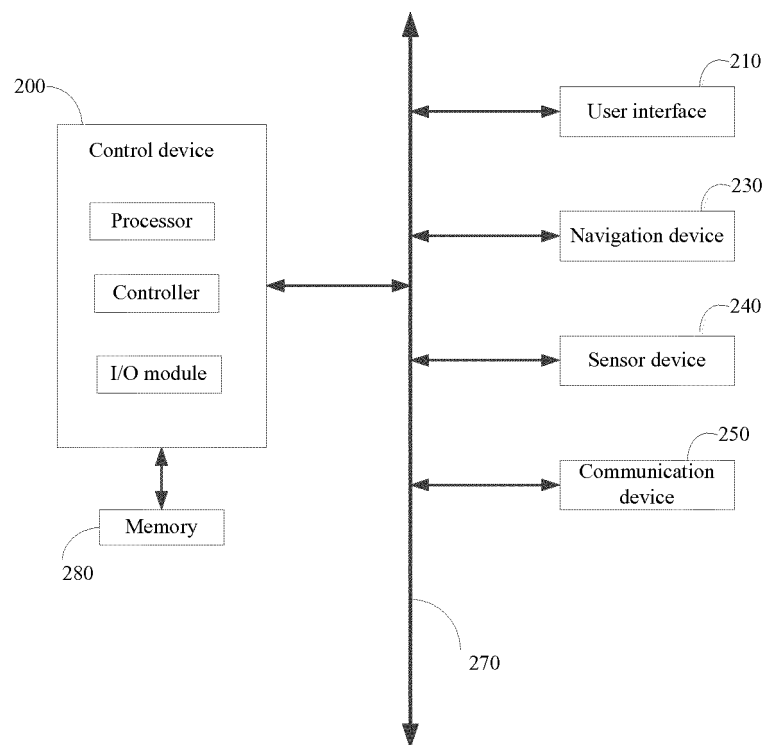 200
Control device
Processor
Controller
I/O module
Memory
280
210
User interface
230
Navigation device
240
Sensor device
250
Communication
device
270